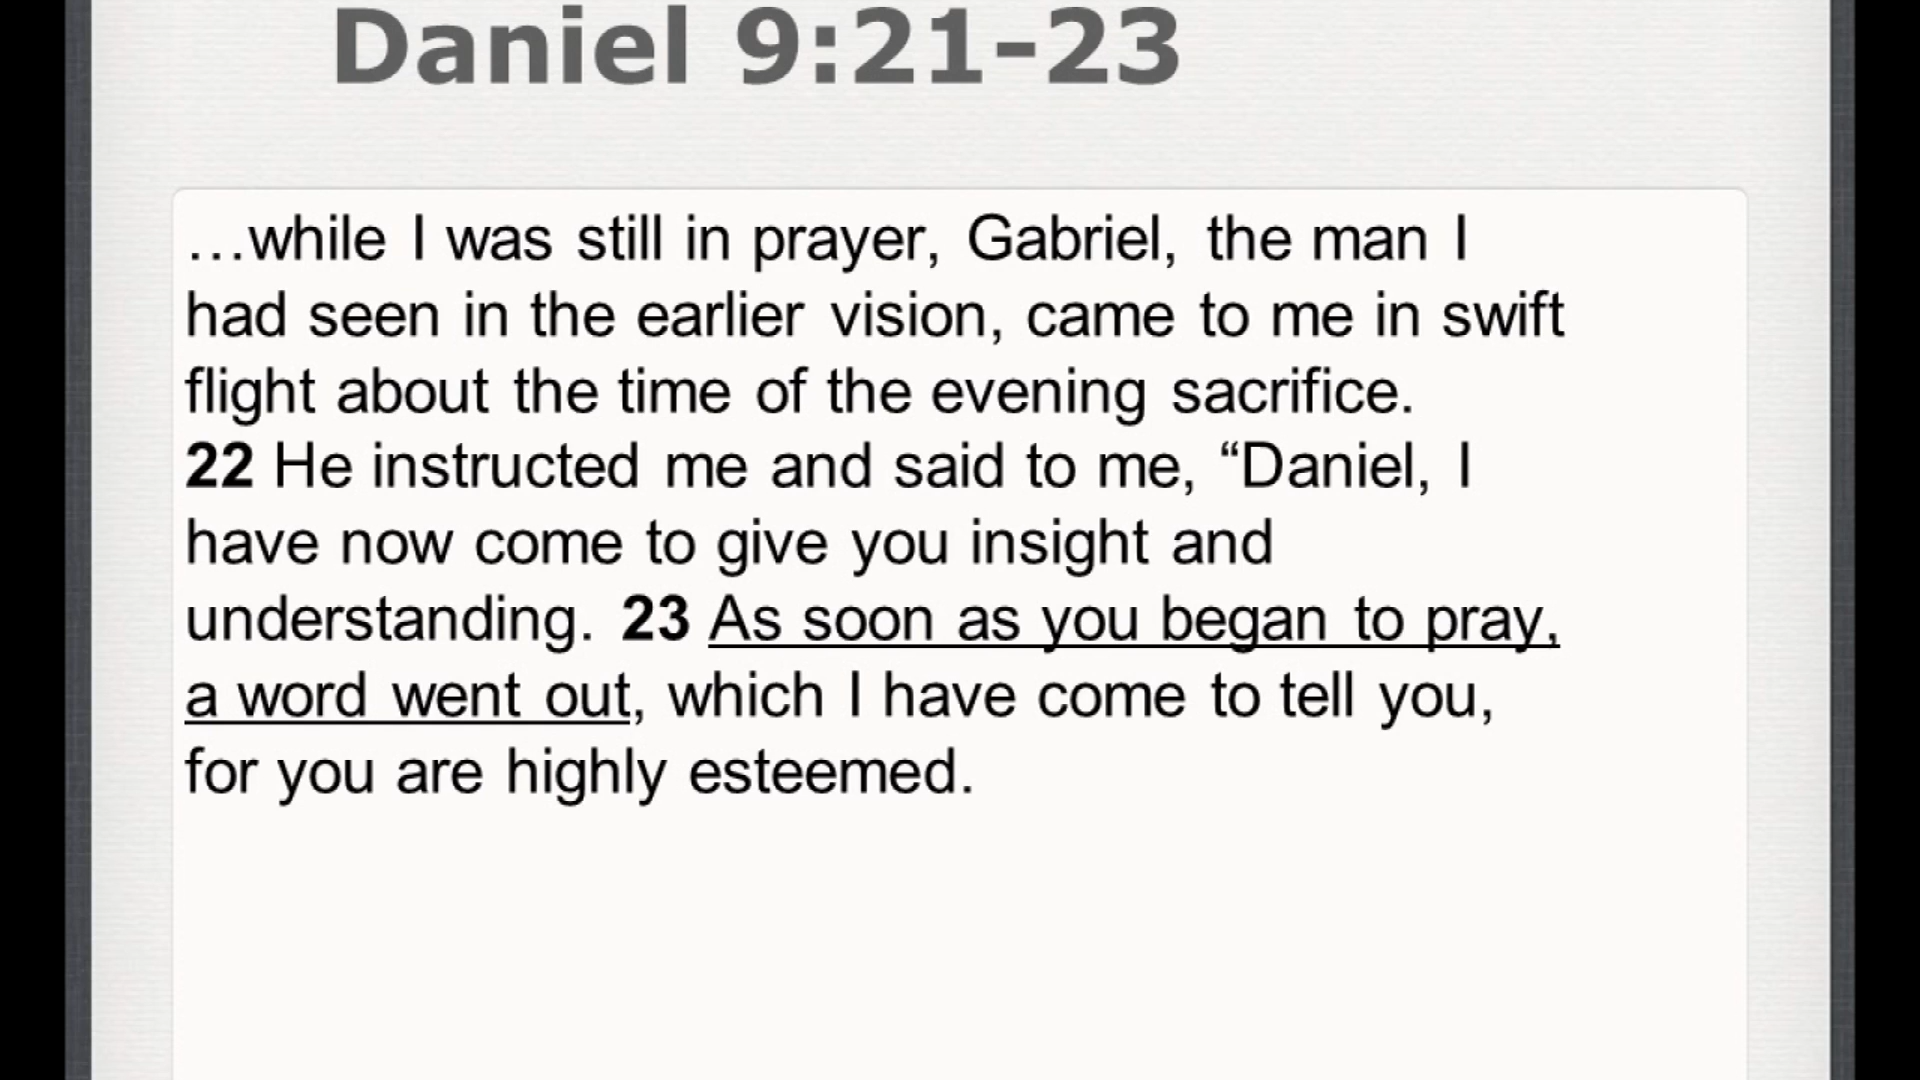 Daniel 9:21-23
…while I was still in prayer, Gabriel, the man I
had seen in the earlier vision, came to me in swift
flight about the time of the evening sacrifice.
22 He instructed me and said to me, “Daniel, I
have now come to give you insight and
understanding. 23 As soon as you began to pray,
a word went out, which I have come to tell you,
for you are highly esteemed.